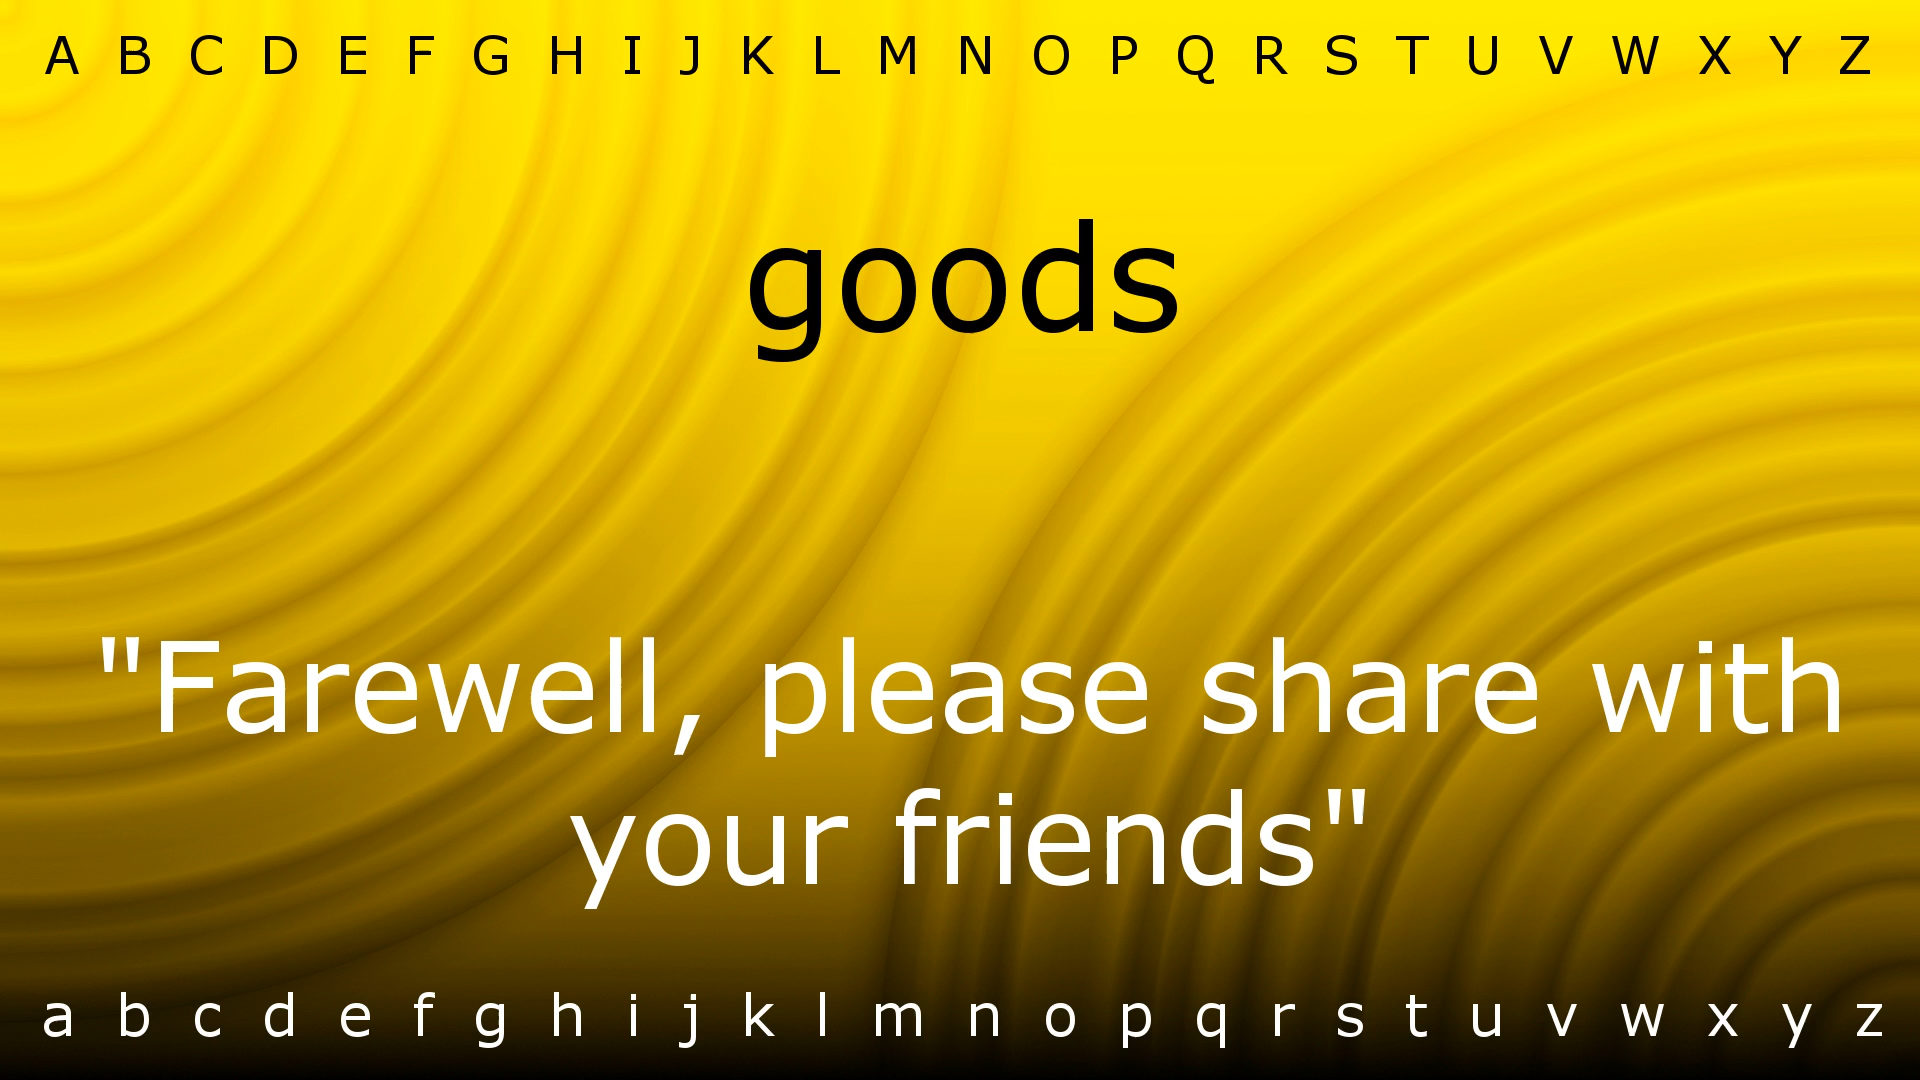 A B C D E F G H I J K L M N O P Q R S T U V W X Y Z
goods
"Farewell, please share with
your friends"
a b c d e f g h i j k l m n o p q r s t u v w x y z